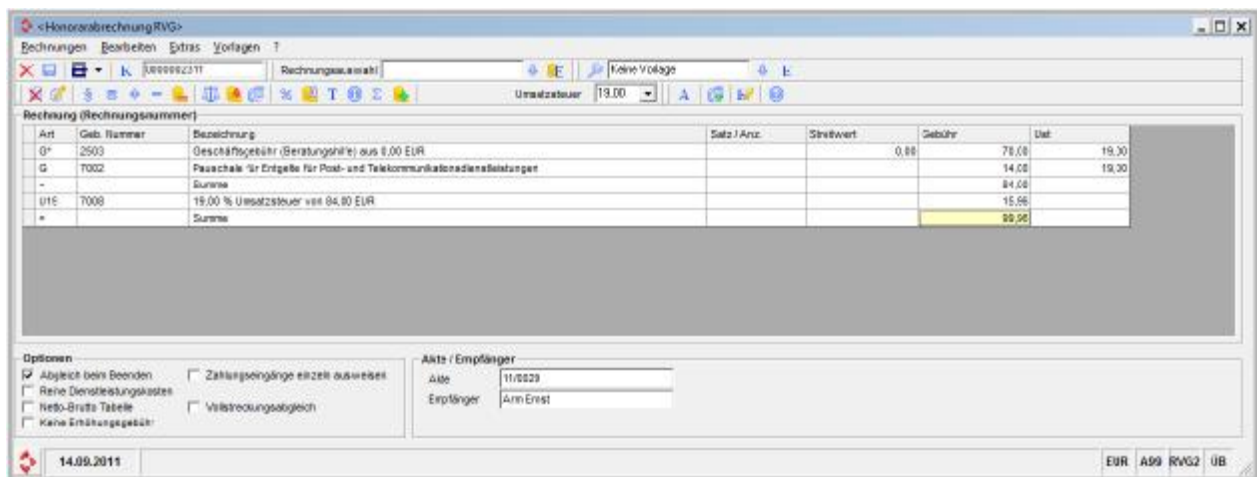 <Honorarabrechnung RVG>
Rechnungen Bearbeiten Extras Vorlagen ?
K Rechnungsauswahl E Keine Vorlage E
§ % T Σ Umsatzsteuer 19.00 A
Rechnung (Rechnungsnummer)
Art Geb. Nummer Bezeichnung Satz / Anz. Streitwert Gebühr Ust
G* 2503 Geschäftsgebühr (Beratungshilfe) aus 0,00 EUR 0,00 70,00 19,00
G 7002 Pauschale für Entgelte für Post- und Telekommunikationsdienstleistungen 14,00 19,00
- Summe 84,00
U19 7008 19,00 % Umsatzsteuer von 84,00 EUR 15,96
= Summe 99,96
Optionen
Abgleich beim Beenden Zahlungseingänge einzeln ausweisen
Reine Dienstleistungskosten
Netto-Brutto Tabelle Vollstreckungsabgleich
Keine Erhöhungsgebühr
Akte / Empfänger
Akte 11/0029
Empfänger Arm Ernst
14.09.2011 EUR A99 RVG2 ÜB